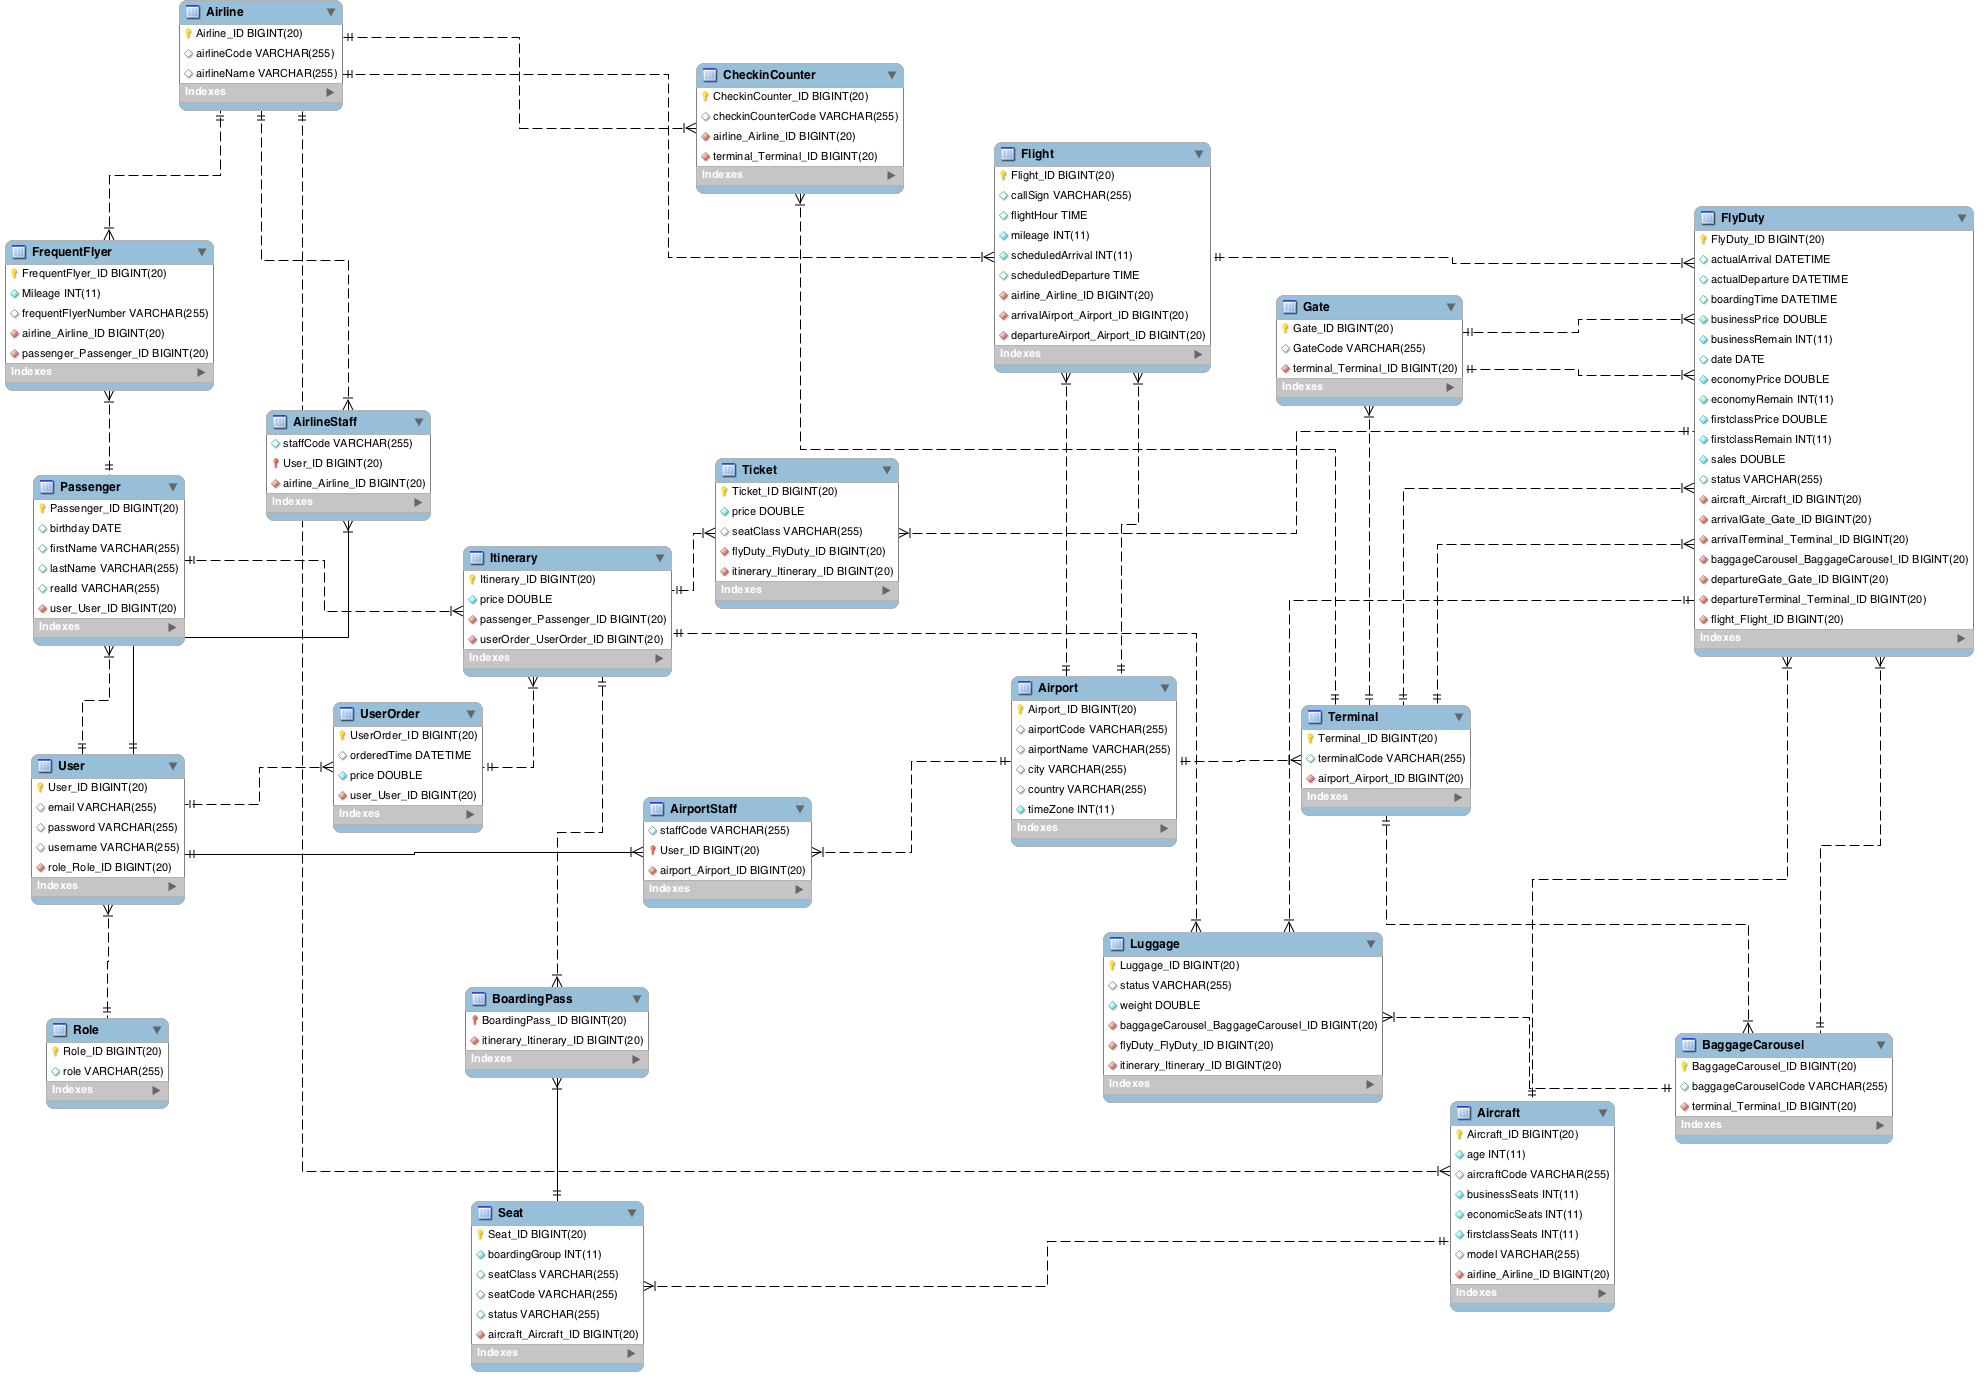 Airline
Airline_ID BIGINT(20)
airlineCode VARCHAR(255)
airlineName VARCHAR(255)
Indexes
CheckinCounter
CheckinCounter_ID BIGINT(20)
checkinCounterCode VARCHAR(255)
airline_Airline_ID BIGINT(20)
terminal_Terminal_ID BIGINT(20)
Indexes
Flight
Flight_ID BIGINT(20)
callSign VARCHAR(255)
flightHour TIME
mileage INT(11)
scheduledArrival INT(11)
scheduledDeparture TIME
airline_Airline_ID BIGINT(20)
arrivalAirport_Airport_ID BIGINT(20)
departureAirport_Airport_ID BIGINT(20)
Indexes
FlyDuty
FlyDuty_ID BIGINT(20)
actualArrival DATETIME
actualDeparture DATETIME
boardingTime DATETIME
businessPrice DOUBLE
businessRemain INT(11)
date DATE
economyPrice DOUBLE
economyRemain INT(11)
firstclassPrice DOUBLE
firstclassRemain INT(11)
sales DOUBLE
status VARCHAR(255)
aircraft_Aircraft_ID BIGINT(20)
arrivalGate_Gate_ID BIGINT(20)
arrivalTerminal_Terminal_ID BIGINT(20)
baggageCarousel_BaggageCarousel_ID BIGINT(20)
departureGate_Gate_ID BIGINT(20)
departureTerminal_Terminal_ID BIGINT(20)
flight_Flight_ID BIGINT(20)
Indexes
FrequentFlyer
FrequentFlyer_ID BIGINT(20)
Mileage INT(11)
frequentFlyerNumber VARCHAR(255)
airline_Airline_ID BIGINT(20)
passenger_Passenger_ID BIGINT(20)
Indexes
Gate
Gate_ID BIGINT(20)
GateCode VARCHAR(255)
terminal_Terminal_ID BIGINT(20)
Indexes
AirlineStaff
staffCode VARCHAR(255)
User_ID BIGINT(20)
airline_Airline_ID BIGINT(20)
Indexes
Ticket
Ticket_ID BIGINT(20)
price DOUBLE
seatClass VARCHAR(255)
flyDuty_FlyDuty_ID BIGINT(20)
itinerary_Itinerary_ID BIGINT(20)
Indexes
Passenger
Passenger_ID BIGINT(20)
birthday DATE
firstName VARCHAR(255)
lastName VARCHAR(255)
realId VARCHAR(255)
user_User_ID BIGINT(20)
Indexes
Itinerary
Itinerary_ID BIGINT(20)
price DOUBLE
passenger_Passenger_ID BIGINT(20)
userOrder_UserOrder_ID BIGINT(20)
Indexes
Airport
Airport_ID BIGINT(20)
airportCode VARCHAR(255)
airportName VARCHAR(255)
city VARCHAR(255)
country VARCHAR(255)
timeZone INT(11)
Indexes
UserOrder
UserOrder_ID BIGINT(20)
orderedTime DATETIME
price DOUBLE
user_User_ID BIGINT(20)
Indexes
Terminal
Terminal_ID BIGINT(20)
terminalCode VARCHAR(255)
airport_Airport_ID BIGINT(20)
Indexes
User
User_ID BIGINT(20)
email VARCHAR(255)
password VARCHAR(255)
username VARCHAR(255)
role_Role_ID BIGINT(20)
Indexes
AirportStaff
staffCode VARCHAR(255)
User_ID BIGINT(20)
airport_Airport_ID BIGINT(20)
Indexes
Luggage
Luggage_ID BIGINT(20)
status VARCHAR(255)
weight DOUBLE
baggageCarousel_BaggageCarousel_ID BIGINT(20)
flyDuty_FlyDuty_ID BIGINT(20)
itinerary_Itinerary_ID BIGINT(20)
Indexes
BoardingPass
BoardingPass_ID BIGINT(20)
itinerary_Itinerary_ID BIGINT(20)
Indexes
Role
Role_ID BIGINT(20)
role VARCHAR(255)
Indexes
BaggageCarousel
BaggageCarousel_ID BIGINT(20)
baggageCarouselCode VARCHAR(255)
terminal_Terminal_ID BIGINT(20)
Indexes
Aircraft
Aircraft_ID BIGINT(20)
age INT(11)
aircraftCode VARCHAR(255)
businessSeats INT(11)
economicSeats INT(11)
firstclassSeats INT(11)
model VARCHAR(255)
airline_Airline_ID BIGINT(20)
Indexes
Seat
Seat_ID BIGINT(20)
boardingGroup INT(11)
seatClass VARCHAR(255)
seatCode VARCHAR(255)
status VARCHAR(255)
aircraft_Aircraft_ID BIGINT(20)
Indexes